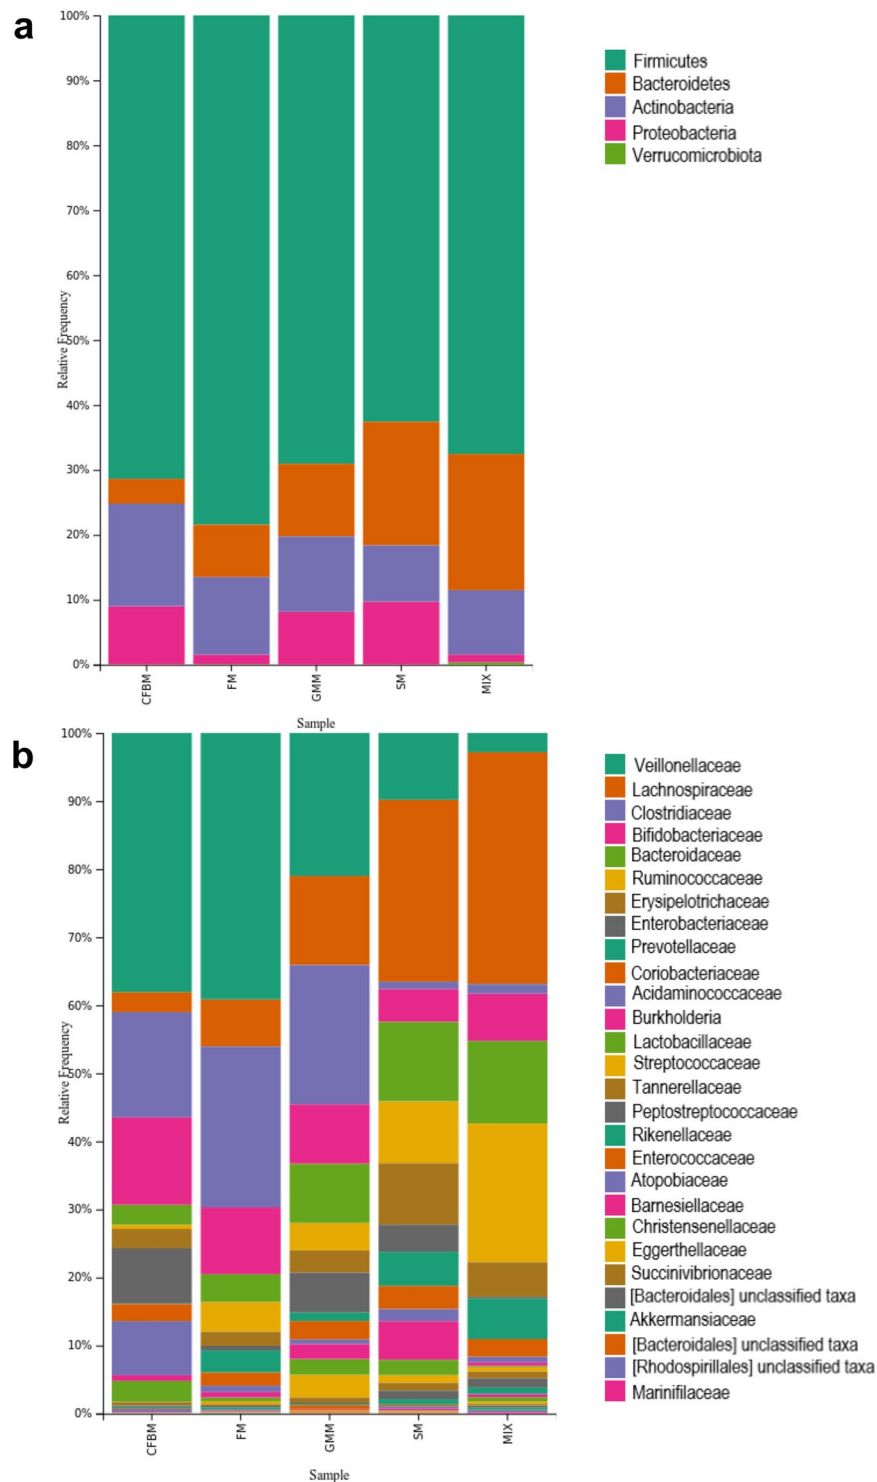 a
100%
90%
80%
70%
60%
50%
40%
30%
20%
10%
0%
Relative Frequency
CFBM
FM
GMM
SM
MIX
Sample
Firmicutes
Bacteroidetes
Actinobacteria
Proteobacteria
Verrucomicrobiota
b
100%
90%
80%
70%
60%
50%
40%
30%
20%
10%
0%
Relative Frequency
CFBM
FM
GMM
SM
MIX
Sample
Veillonellaceae
Lachnospiraceae
Clostridiaceae
Bifidobacteriaceae
Bacteroidaceae
Ruminococcaceae
Erysipelotrichaceae
Enterobacteriaceae
Prevotellaceae
Coriobacteriaceae
Acidaminococcaceae
Burkholderia
Lactobacillaceae
Streptococcaceae
Tannerellaceae
Peptostreptococcaceae
Rikenellaceae
Enterococcaceae
Atopobiaceae
Barnesiellaceae
Christensenellaceae
Eggerthellaceae
Succinivibrionaceae
[Bacteroidales] unclassified taxa
Akkermansiaceae
[Bacteroidales] unclassified taxa
[Rhodospirillales] unclassified taxa
Marinifilaceae